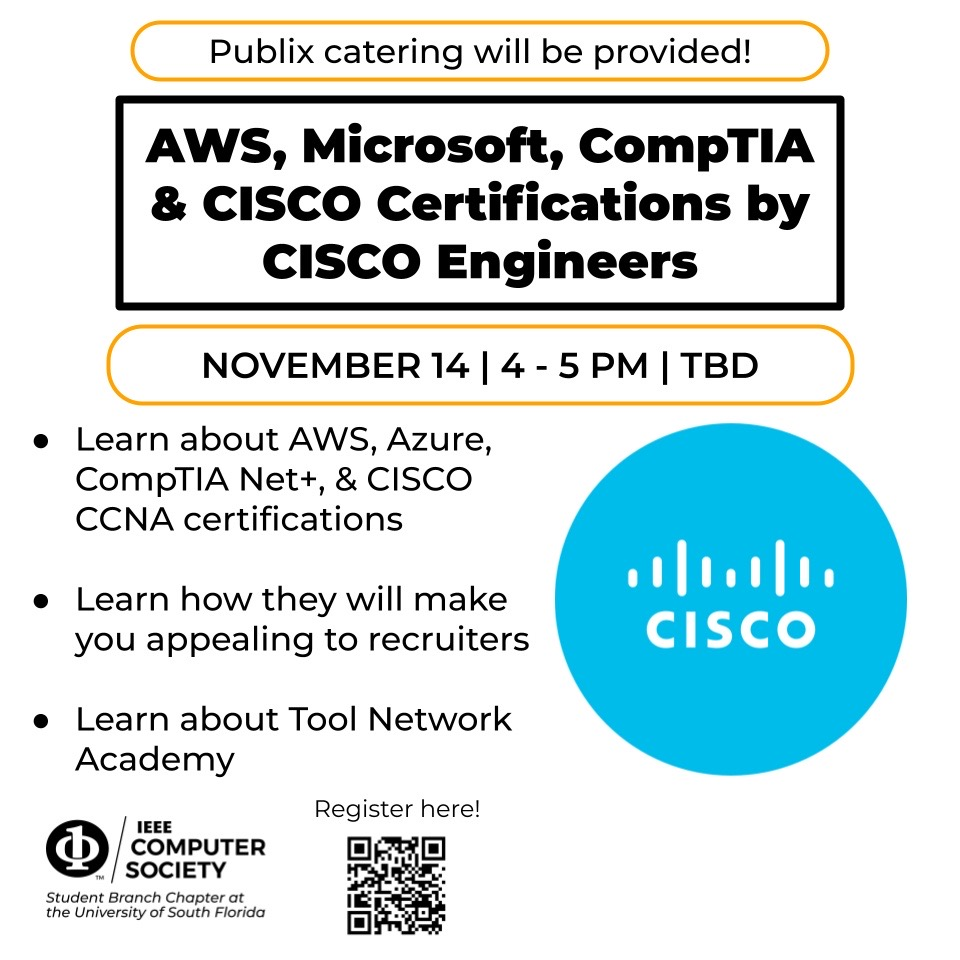 Publix catering will be provided!
AWS, Microsoft, CompTIA
& CISCO Certifications by
CISCO Engineers
NOVEMBER 14 | 4 - 5 PM | TBD
● Learn about AWS, Azure,
CompTIA Net+, & CISCO
CCNA certifications
● Learn how they will make
you appealing to recruiters
● Learn about Tool Network
Academy
CISCO
Register here!
IEEE
COMPUTER
SOCIETY
TM
Student Branch Chapter at
the University of South Florida